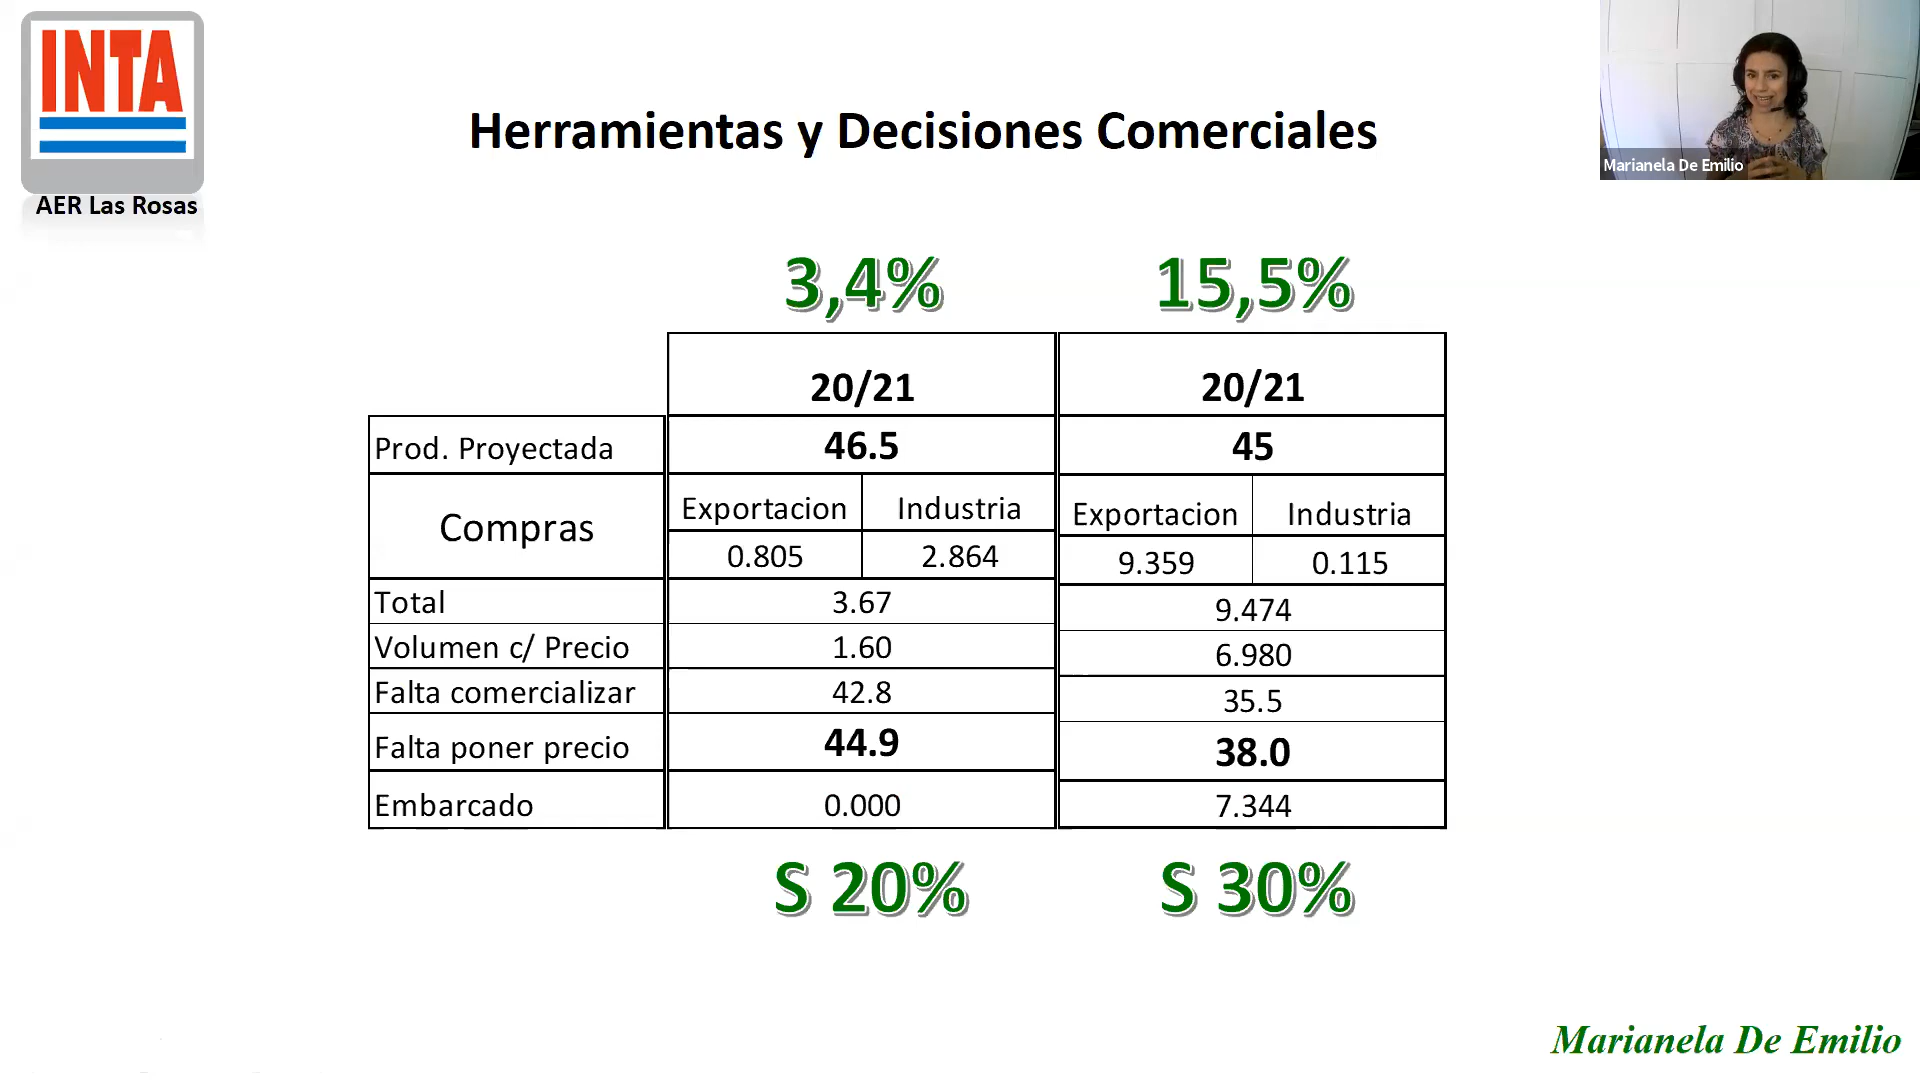 INTA
AER Las Rosas
Herramientas y Decisiones Comerciales
Marianela De Emilio
3,4% 15,5%
20/21 20/21
Prod. Proyectada 46.5 45
Compras Exportacion Industria Exportacion Industria
0.805 2.864 9.359 0.115
Total 3.67 9.474
Volumen c/ Precio 1.60 6.980
Falta comercializar 42.8 35.5
Falta poner precio 44.9 38.0
Embarcado 0.000 7.344
S 20% S 30%
Marianela De Emilio